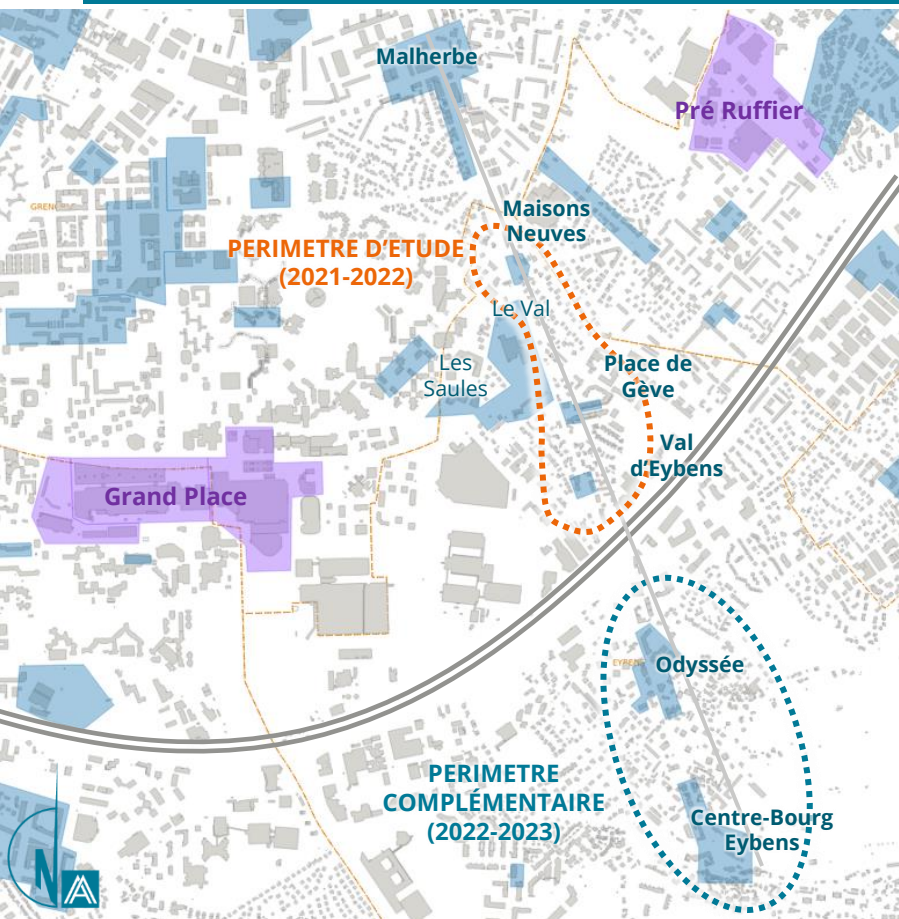 Malherbe
Pré Ruffier
Maisons
Neuves
PERIMETRE D'ETUDE
(2021-2022)
Le Val
Les
Saules
Place de
Gève
Val
d'Eybens
Grand Place
Odyssée
PERIMETRE
COMPLÉMENTAIRE
(2022-2023)
Centre-Bourg
Eybens
N